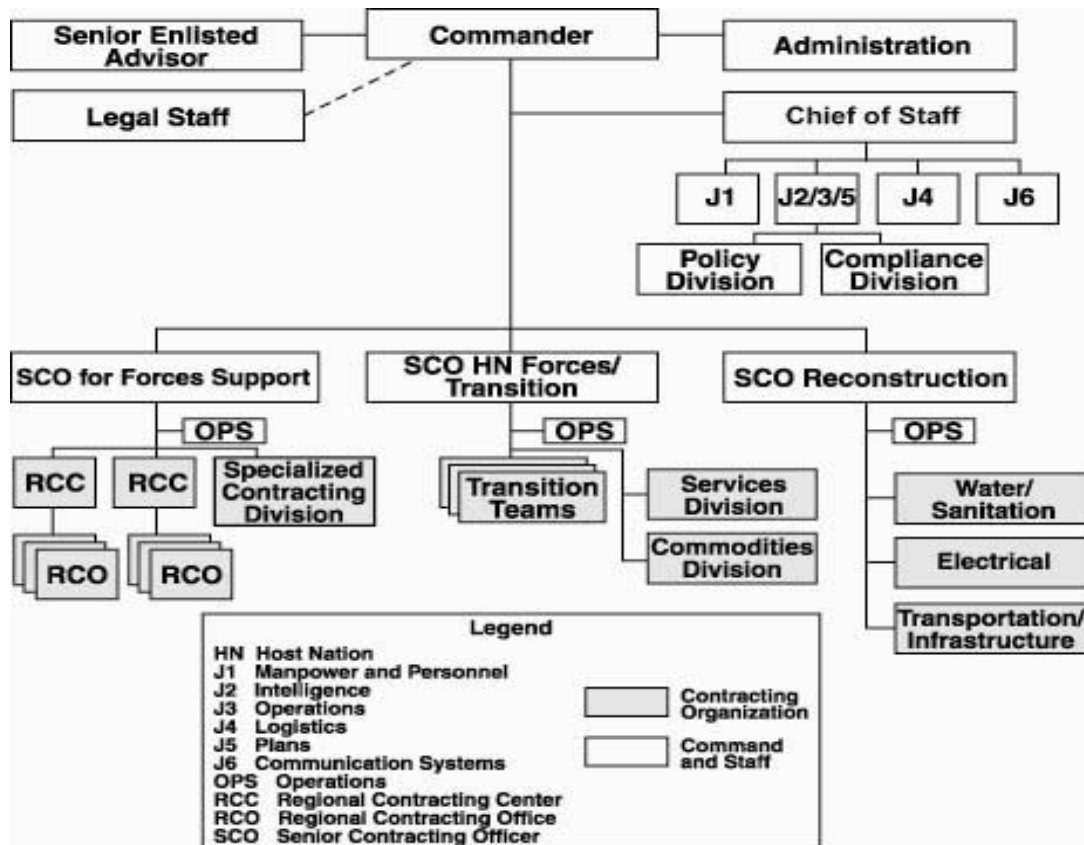 Senior Enlisted
Advisor
Commander
Administration
Legal Staff
Chief of Staff
J1
J2/3/5
J4
J6
Policy
Division
Compliance
Division
SCO for Forces Support
SCO HN Forces/
Transition
SCO Reconstruction
OPS
OPS
OPS
RCC
RCC
Specialized
Contracting
Division
RCO
RCO
Transition
Teams
Services
Division
Commodities
Division
Water/
Sanitation
Electrical
Transportation/
Infrastructure
Legend
HN Host Nation
J1 Manpower and Personnel
J2 Intelligence
J3 Operations
J4 Logistics
J5 Plans
J6 Communication Systems
OPS Operations
RCC Regional Contracting Center
RCO Regional Contracting Office
SCO Senior Contracting Officer
Contracting
Organization
Command
and Staff